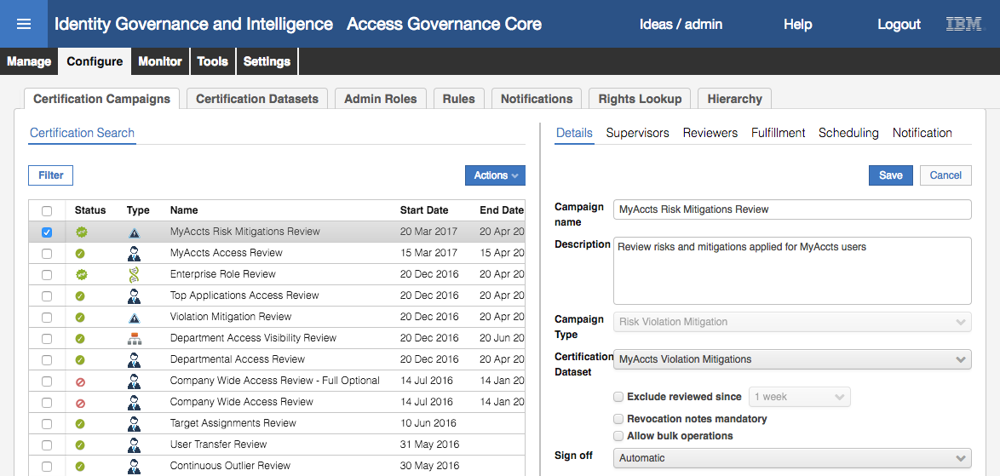 Identity Governance and Intelligence Access Governance Core Ideas / admin Help Logout IBM
Manage Configure Monitor Tools Settings
Certification Campaigns Certification Datasets Admin Roles Rules Notifications Rights Lookup Hierarchy
Certification Search
Filter Actions
Status Type Name Start Date End Date
MyAccts Risk Mitigations Review 20 Mar 2017 20 Apr 20
MyAccts Access Review 15 Mar 2017 15 Apr 20
Enterprise Role Review 20 Dec 2016 20 Apr 20
Top Applications Access Review 20 Dec 2016 20 Apr 20
Violation Mitigation Review 20 Dec 2016 20 Apr 20
Department Access Visibility Review 20 Dec 2016 20 Jun 20
Departmental Access Review 20 Dec 2016 20 Apr 20
Company Wide Access Review - Full Optional 14 Jul 2016 14 Jan 20
Company Wide Access Review 14 Jul 2016 14 Jan 20
Target Assignments Review 10 Jun 2016
User Transfer Review 31 May 2016
Continuous Outlier Review 30 May 2016
Details Supervisors Reviewers Fulfillment Scheduling Notification
Save Cancel
Campaign name MyAccts Risk Mitigations Review
Description Review risks and mitigations applied for MyAccts users
Campaign Type Risk Violation Mitigation
Certification Dataset MyAccts Violation Mitigations
Exclude reviewed since 1 week
Revocation notes mandatory
Allow bulk operations
Sign off Automatic